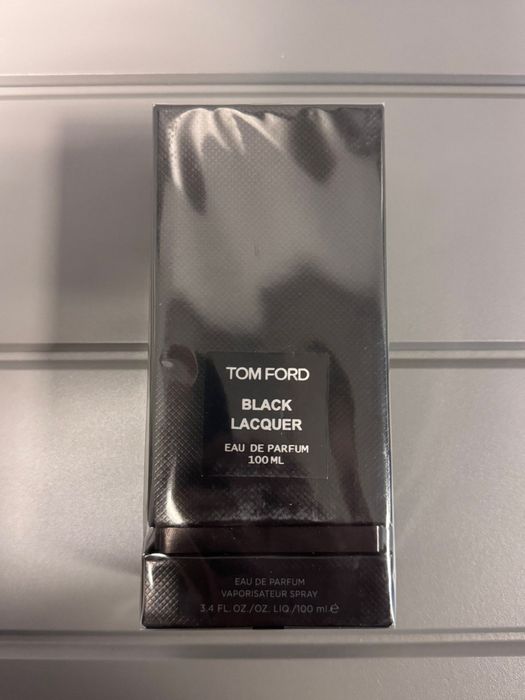 TOM FORD
BLACK
LACQUER
EAU DE PARFUM
100 ML
EAU DE PARFUM
VAPORISATEUR SPRAY
3.4 FL.OZ./OZ. LIQ./100 ml ℮